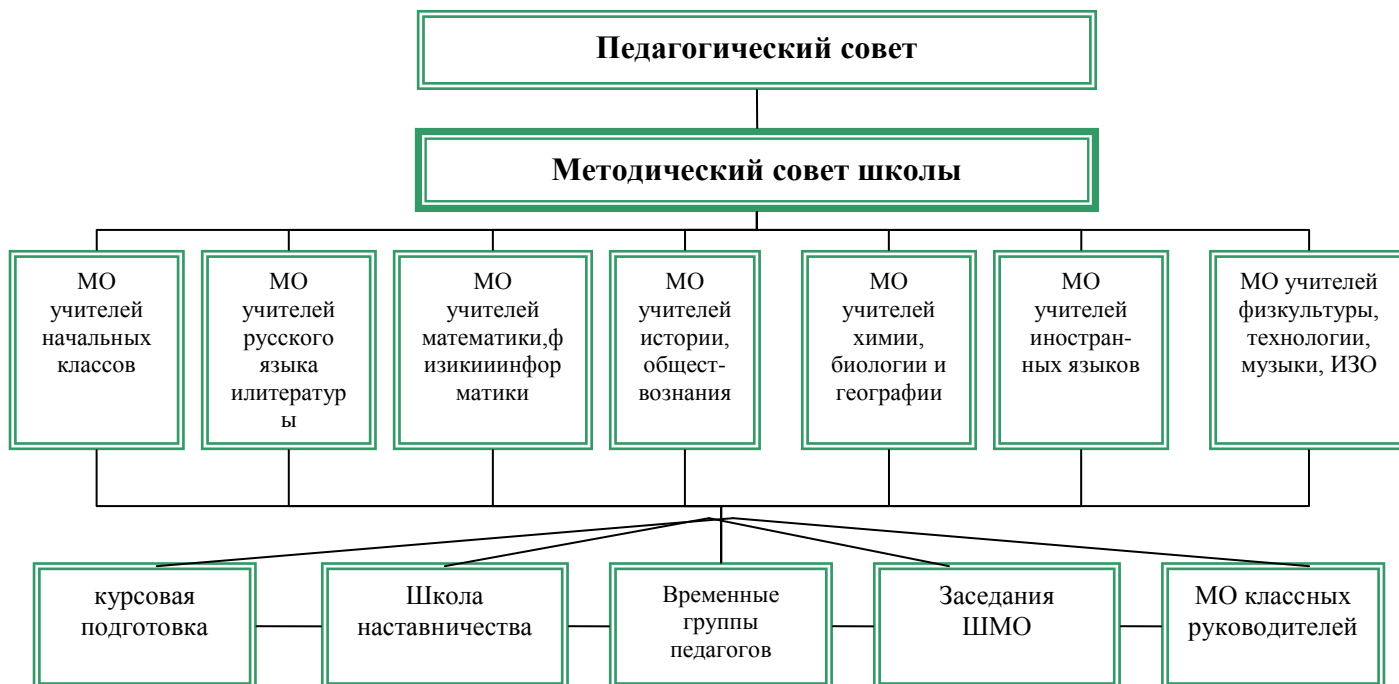 Педагогический совет
Методический совет школы
МО
учителей
начальных
классов
МО
учителей
русского
языка
илитератур
ы
МО
учителей
математики,ф
изикииинфор
матики
МО
учителей
истории,
общест-
вознания
МО
учителей
химии,
биологии и
географии
МО
учителей
иностран-
ных языков
МО учителей
физкультуры,
технологии,
музыки, ИЗО
курсовая
подготовка
Школа
наставничества
Временные
группы
педагогов
Заседания
ШМО
МО классных
руководителей